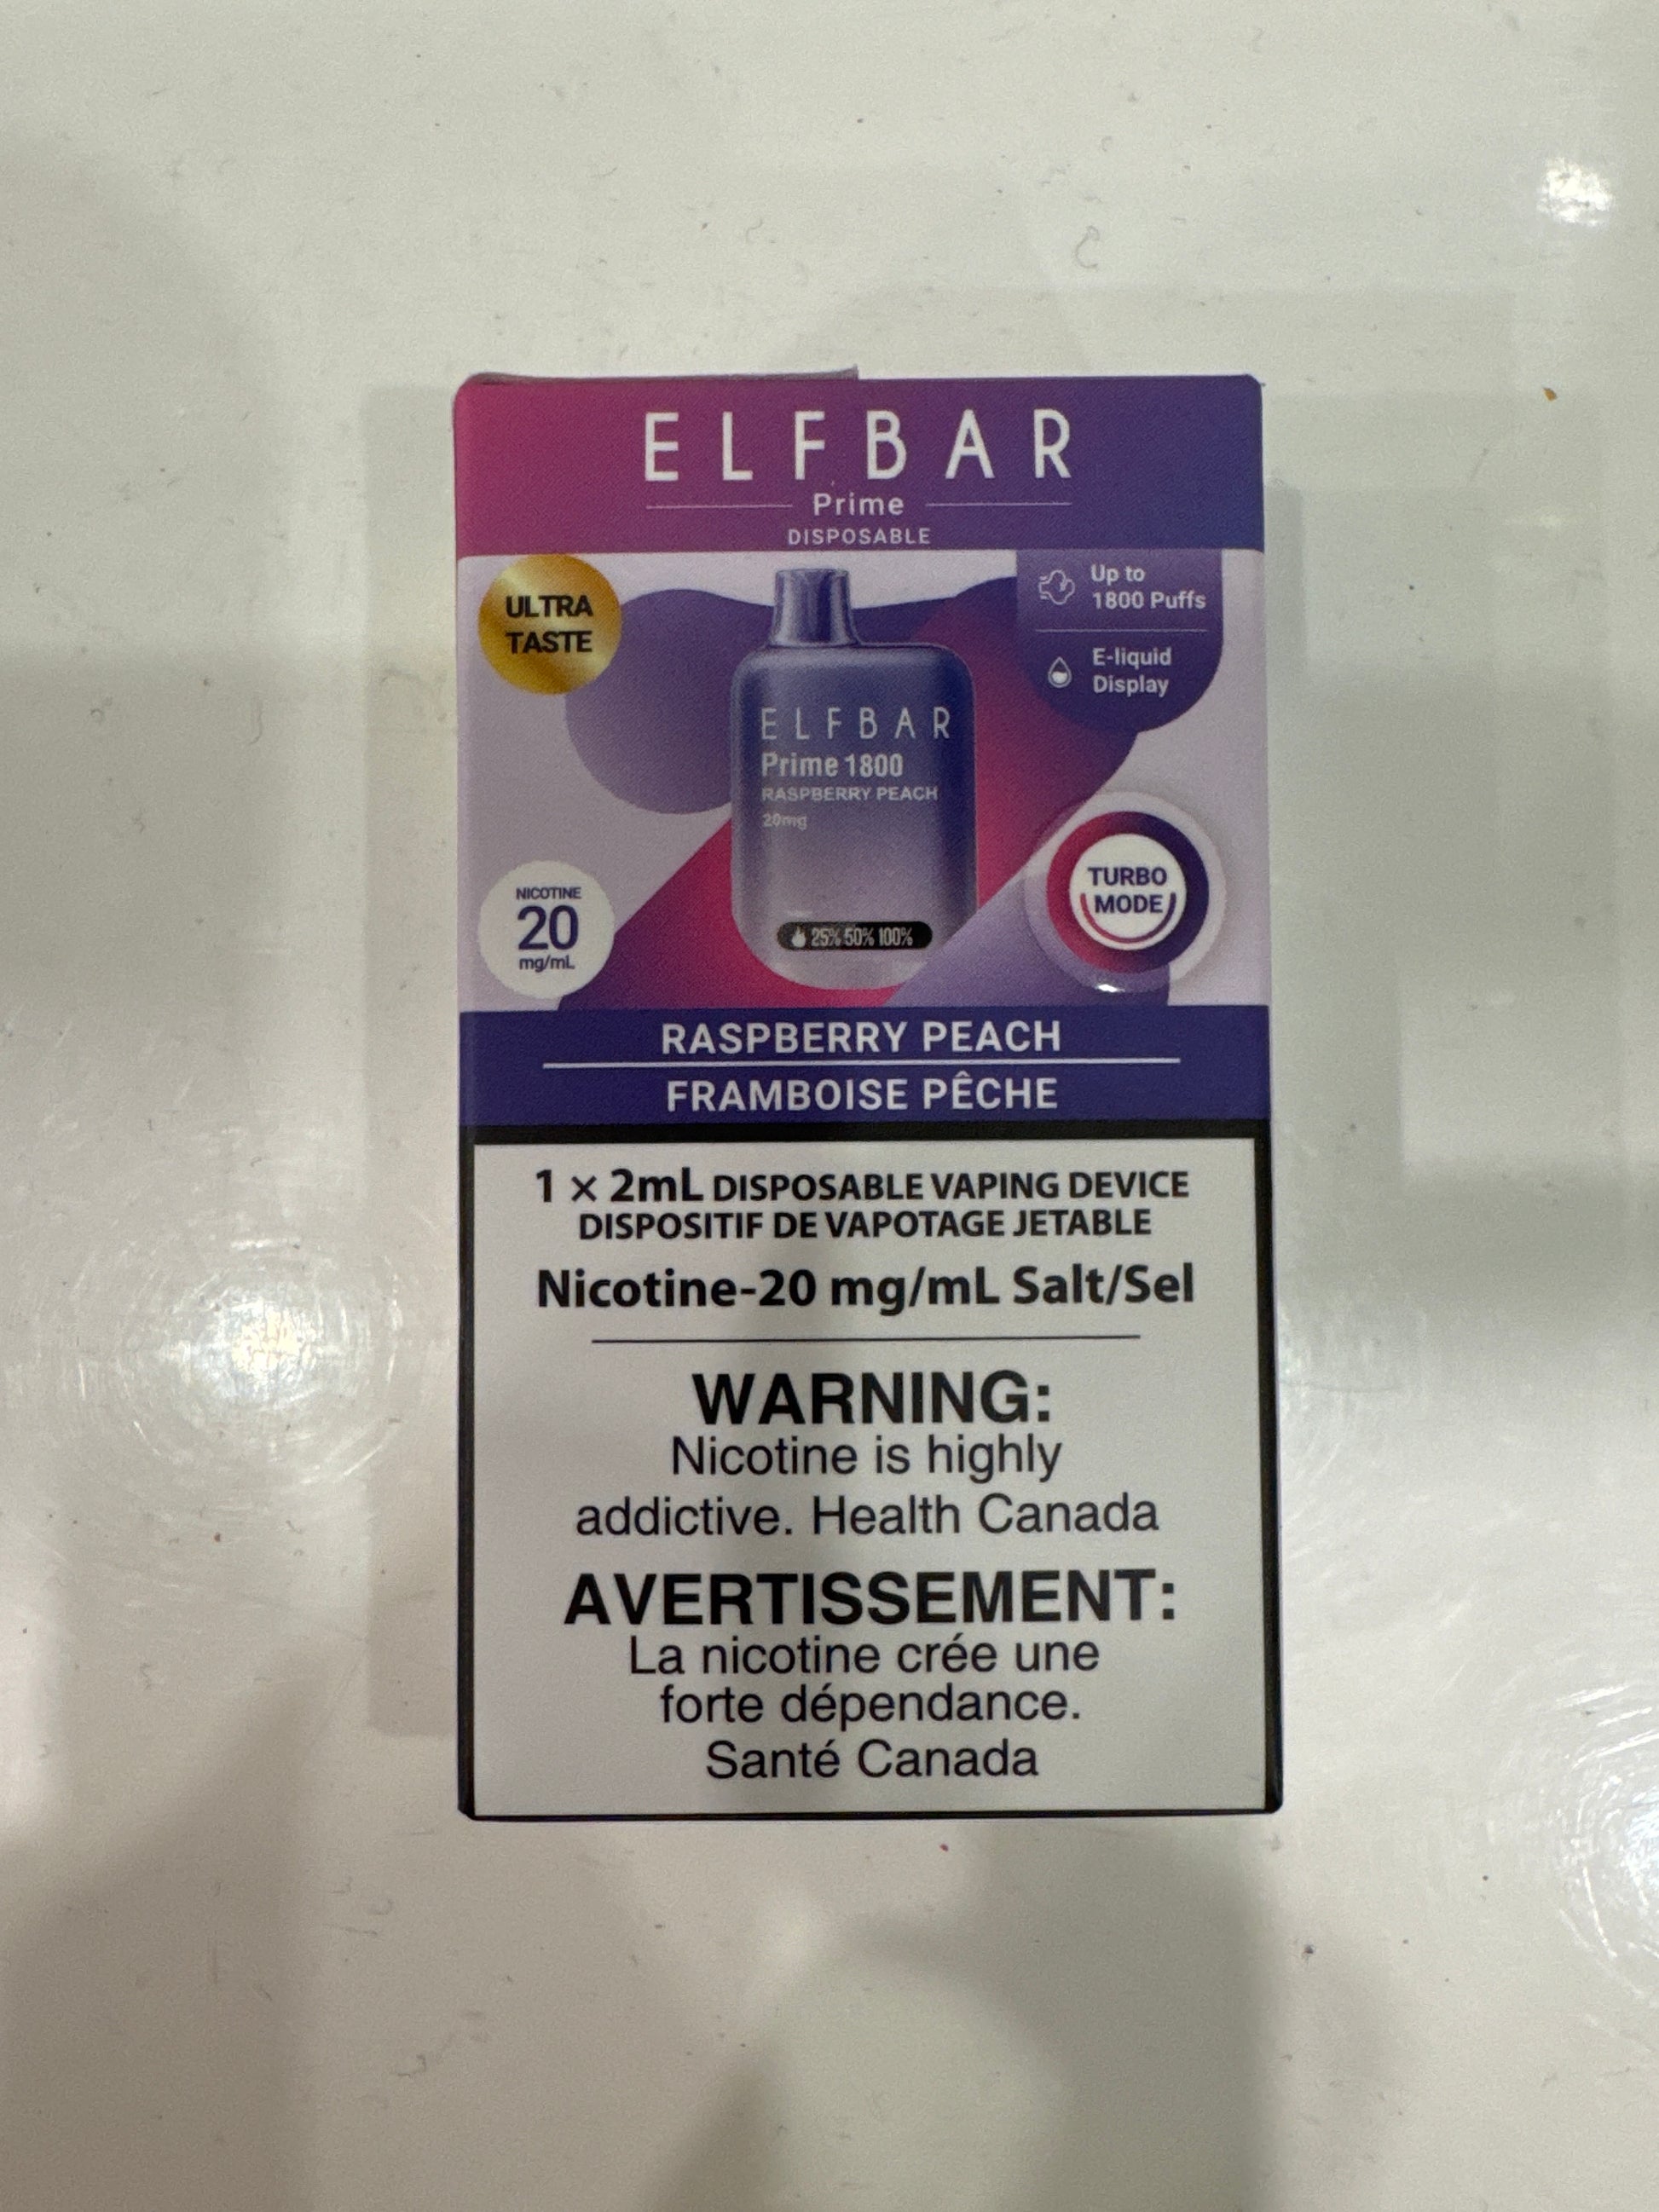 ELFBAR
Prime
DISPOSABLE
ULTRA
TASTE
Up to
1800 Puffs
E-liquid
Display
ELFBAR
Prime 1800
RASPBERRY PEACH
20mg
25% 50% 100%
NICOTINE
20
mg/mL
TURBO
MODE
RASPBERRY PEACH
FRAMBOISE PÊCHE
1 × 2mL DISPOSABLE VAPING DEVICE
DISPOSITIF DE VAPOTAGE JETABLE
Nicotine-20 mg/mL Salt/Sel
WARNING:
Nicotine is highly
addictive. Health Canada
AVERTISSEMENT:
La nicotine crée une
forte dépendance.
Santé Canada